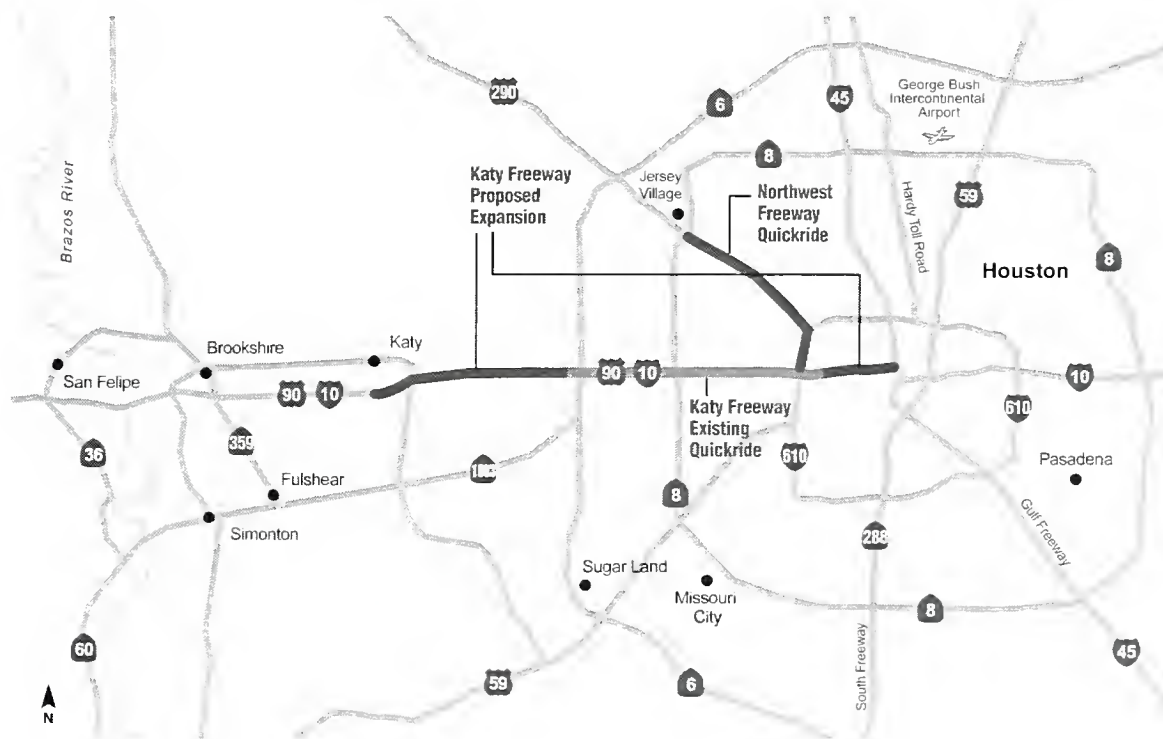 George Bush
Intercontinental
Airport
290
6
45
8
Katy Freeway
Proposed
Expansion
Jersey
Village
Northwest
Freeway
Quickride
59
Brazos River
Hardy Toll Road
Houston
8
Brookshire
Katy
San Felipe
90
10
90
10
10
Katy Freeway
Existing
Quickride
610
36
359
610
Fulshear
Pasadena
8
Simonton
Gulf Freeway
288
Sugar Land
Missouri
City
8
60
South Freeway
45
59
6
N